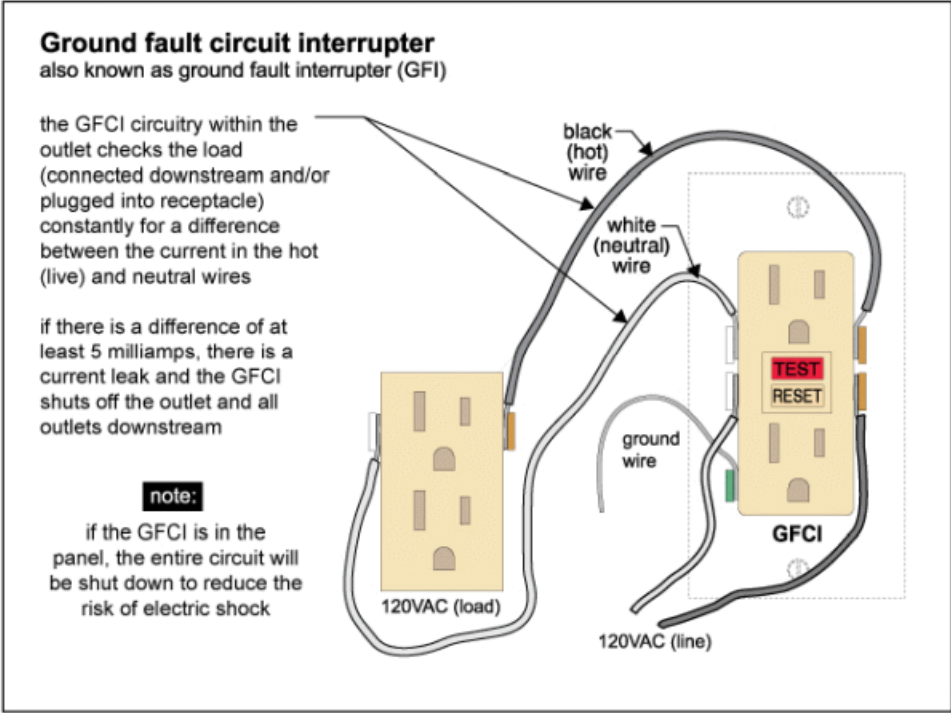 Ground fault circuit interrupter
also known as ground fault interrupter (GFI)
the GFCI circuitry within the
outlet checks the load
(connected downstream and/or
plugged into receptacle)
constantly for a difference
between the current in the hot
(live) and neutral wires
if there is a difference of at
least 5 milliamps, there is a
current leak and the GFCI
shuts off the outlet and all
outlets downstream
note:
if the GFCI is in the
panel, the entire circuit will
be shut down to reduce the
risk of electric shock
black
(hot)
wire
white
(neutral)
wire
TEST
RESET
ground
wire
GFCI
120VAC (load)
120VAC (line)